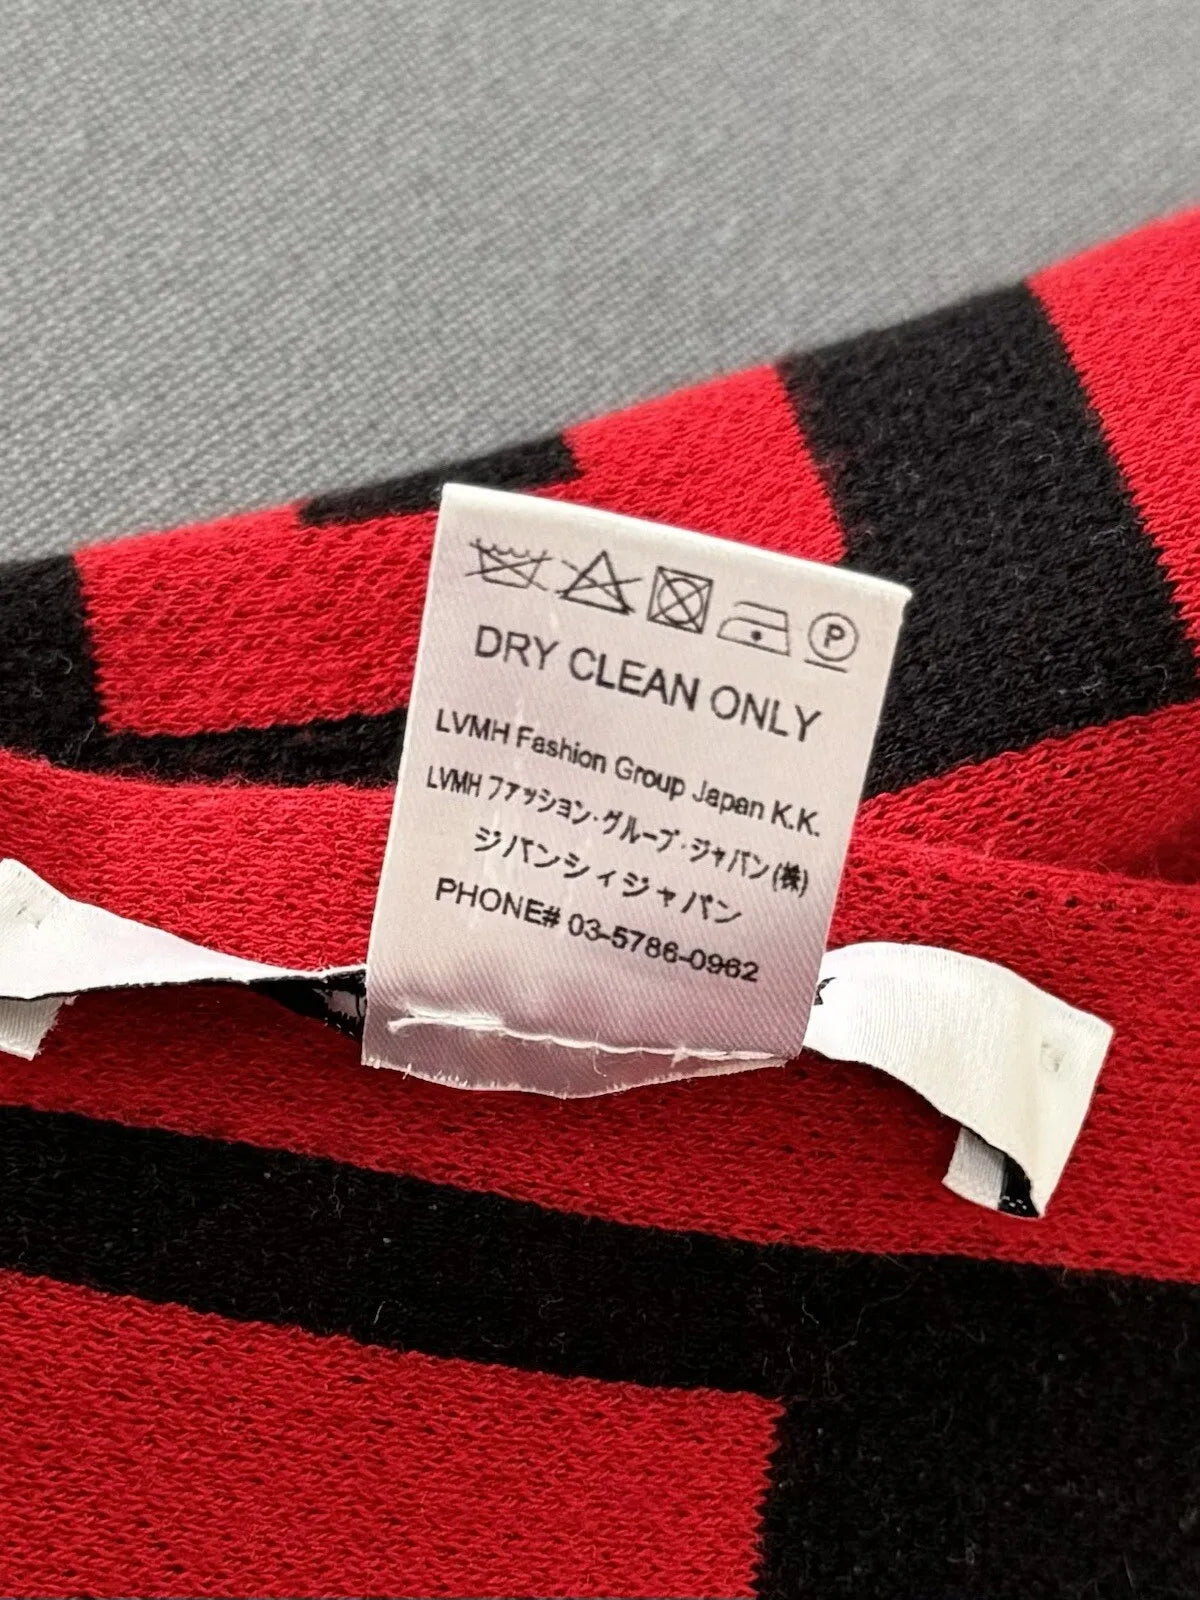 P
DRY CLEAN ONLY
LVMH Fashion Group Japan K.K.
LVMH ファッション・グループ・ジャパン(株)
ジバンシィジャパン
PHONE# 03-5786-0962